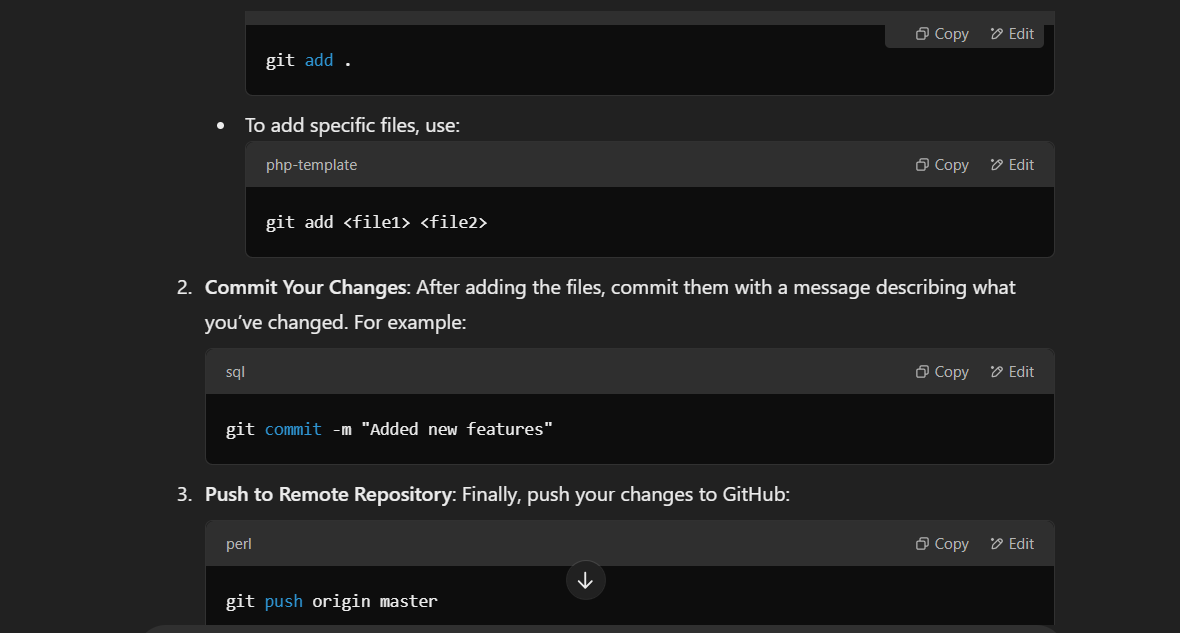 Copy Edit
git add .
• To add specific files, use:
php-template Copy Edit
git add <file1> <file2>
2. Commit Your Changes: After adding the files, commit them with a message describing what
you’ve changed. For example:
sql Copy Edit
git commit -m "Added new features"
3. Push to Remote Repository: Finally, push your changes to GitHub:
perl Copy Edit
git push origin master